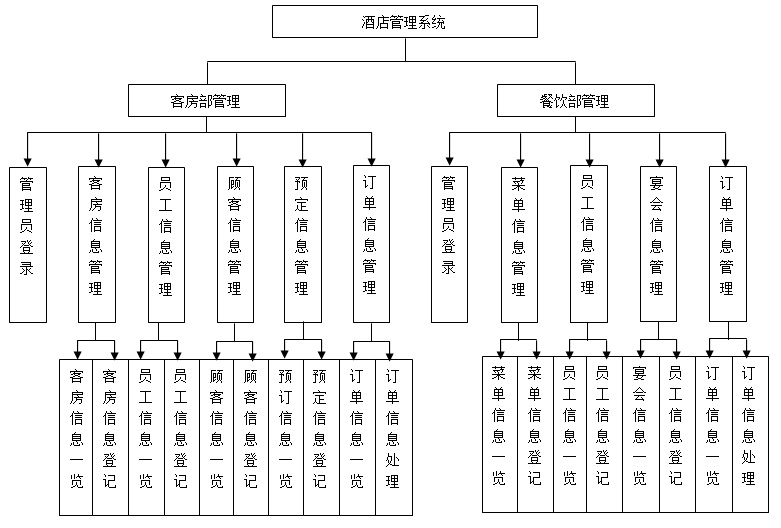 酒店管理系统
客房部管理
餐饮部管理
管理员登录
客房信息管理
员工信息管理
顾客信息管理
预定信息管理
订单信息管理
管理员登录
菜单信息管理
员工信息管理
宴会信息管理
订单信息管理
客房信息一览
客房信息登记
员工信息一览
员工信息登记
顾客信息一览
顾客信息登记
预订信息一览
预定信息登记
订单信息一览
订单信息处理
菜单信息一览
菜单信息登记
员工信息一览
员工信息登记
宴会信息一览
员工信息登记
订单信息一览
订单信息处理